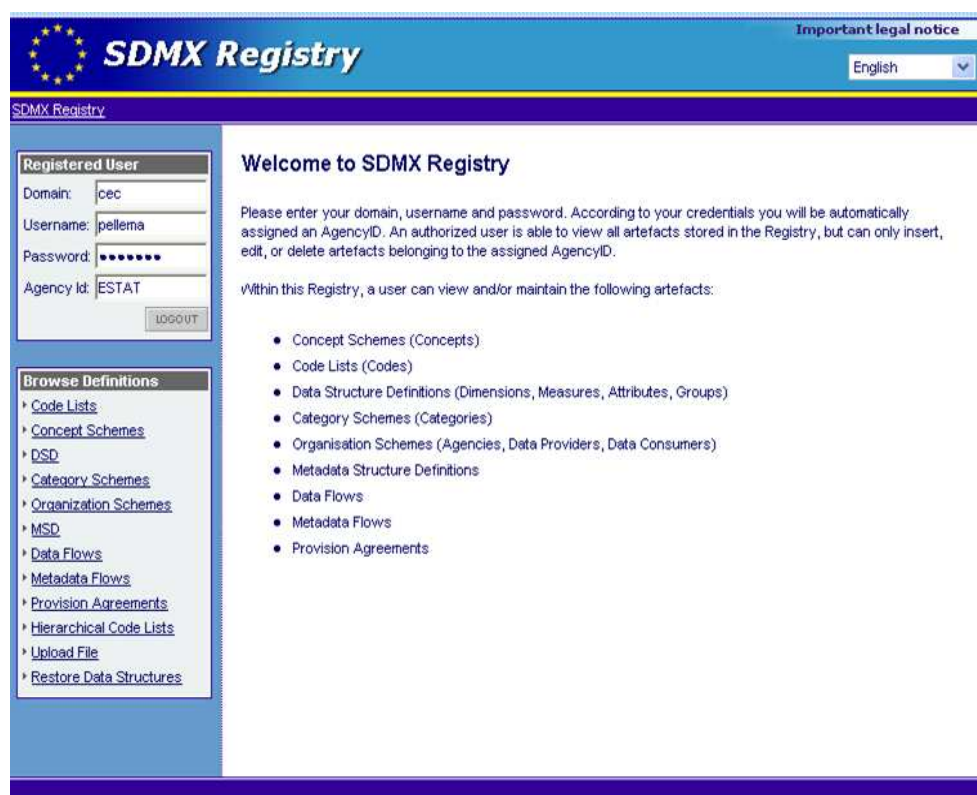 Important legal notice
SDMX Registry
English
SDMX Registry
Registered User
Domain: cec
Username: pellema
Password: •••••••
Agency Id: ESTAT
LOGOUT
Browse Definitions
Code Lists
Concept Schemes
DSD
Category Schemes
Organization Schemes
MSD
Data Flows
Metadata Flows
Provision Agreements
Hierarchical Code Lists
Upload File
Restore Data Structures
Welcome to SDMX Registry
Please enter your domain, username and password. According to your credentials you will be automatically
assigned an AgencyID. An authorized user is able to view all artefacts stored in the Registry, but can only insert,
edit, or delete artefacts belonging to the assigned AgencyID.
Within this Registry, a user can view and/or maintain the following artefacts:
• Concept Schemes (Concepts)
• Code Lists (Codes)
• Data Structure Definitions (Dimensions, Measures, Attributes, Groups)
• Category Schemes (Categories)
• Organisation Schemes (Agencies, Data Providers, Data Consumers)
• Metadata Structure Definitions
• Data Flows
• Metadata Flows
• Provision Agreements